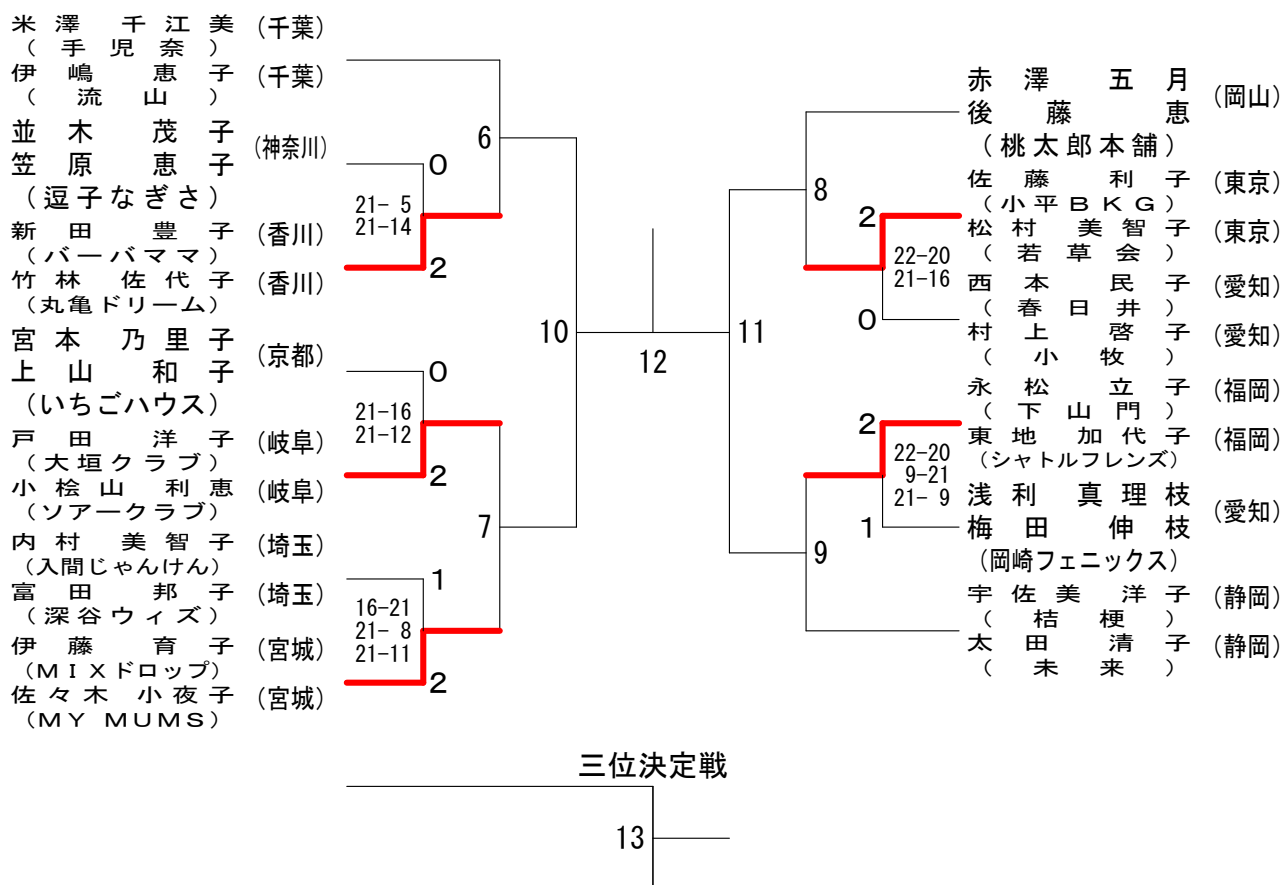 米澤 千江美 (千葉)
(手児奈)
伊嶋 恵子 (千葉)
(流山)
並木 茂子
笠原 恵子 (神奈川)
(逗子なぎさ)
新田 豊子 (香川)
(バーバママ)
竹林 佐代子 (香川)
(丸亀ドリーム)
宮本 乃里子
上山 和子 (京都)
(いちごハウス)
戸田 洋子 (岐阜)
(大垣クラブ)
小桧山 利恵 (岐阜)
(ソアークラブ)
内村 美智子 (埼玉)
(入間じゃんけん)
富田 邦子 (埼玉)
(深谷ウィズ)
伊藤 育子 (宮城)
(MIXドロップ)
佐々木 小夜子 (宮城)
(MY MUMS)
0
21- 5
21-14
2
6
0
21-16
21-12
2
7
1
16-21
21- 8
21-11
2
10
12
11
8
2
22-20
21-16
0
2
22-20
9-21
21- 9
1
9
赤澤 五月
後藤 恵 (岡山)
(桃太郎本舗)
佐藤 利子 (東京)
(小平BKG)
松村 美智子 (東京)
(若草会)
西本 民子 (愛知)
(春日井)
村上 啓子 (愛知)
(小牧)
永松 立子 (福岡)
(下山門)
東地 加代子 (福岡)
(シャトルフレンズ)
浅利 真理枝
梅田 伸枝 (愛知)
(岡崎フェニックス)
宇佐美 洋子 (静岡)
(桔梗)
太田 清子 (静岡)
(未来)
三位決定戦
13